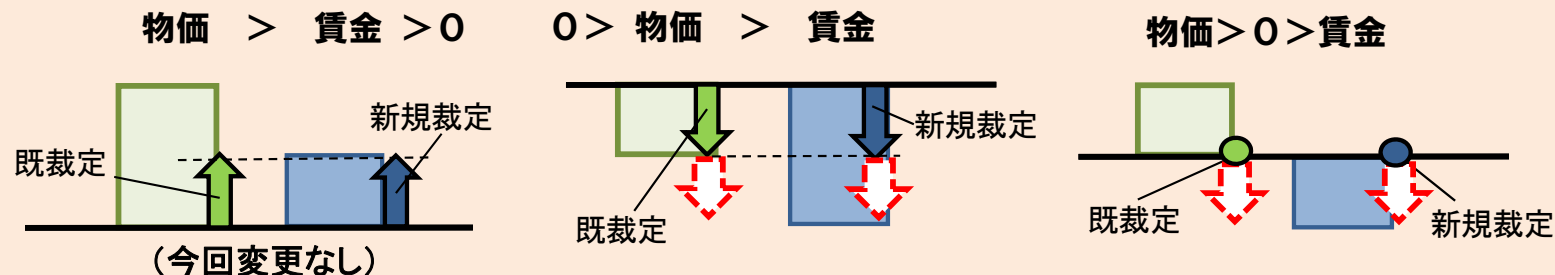 物価 ＞ 賃金 ＞０
新規裁定
既裁定
（今回変更なし）
０＞ 物価 ＞ 賃金
新規裁定
既裁定
物価＞０＞賃金
既裁定
新規裁定